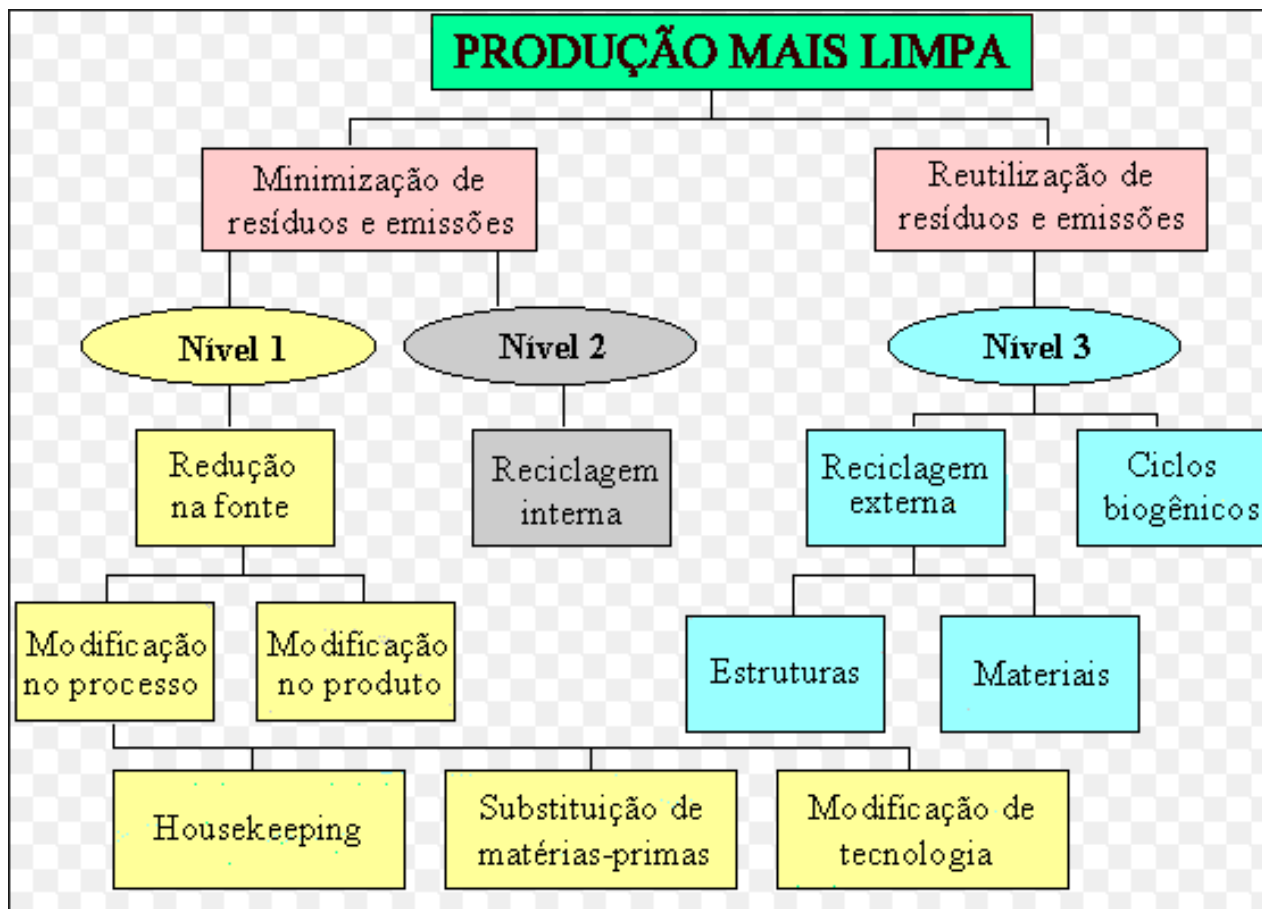 PRODUÇÃO MAIS LIMPA
Minimização de
resíduos e emissões
Reutilização de
resíduos e emissões
Nível 1
Nível 2
Nível 3
Redução
na fonte
Reciclagem
interna
Reciclagem
externa
Ciclos
biogênicos
Modificação
no processo
Modificação
no produto
Estruturas
Materiais
Housekeeping
Substituição de
matérias-primas
Modificação de
tecnologia